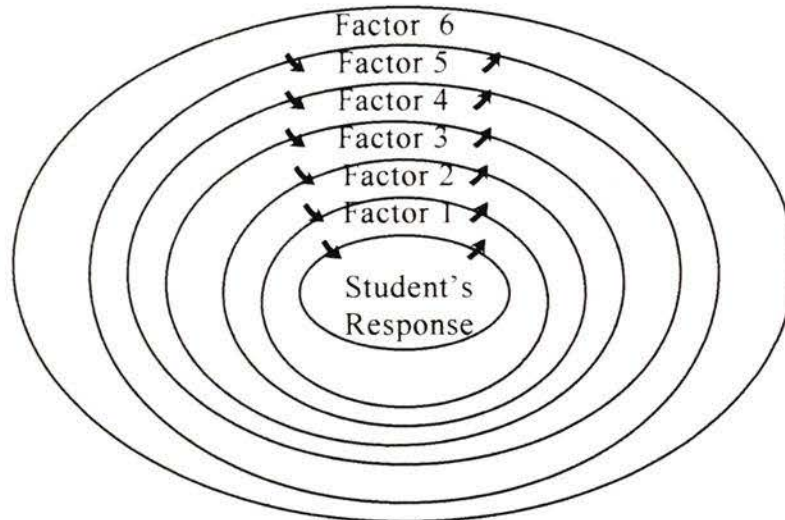 Factor 6
Factor 5
Factor 4
Factor 3
Factor 2
Factor 1
Student's
Response